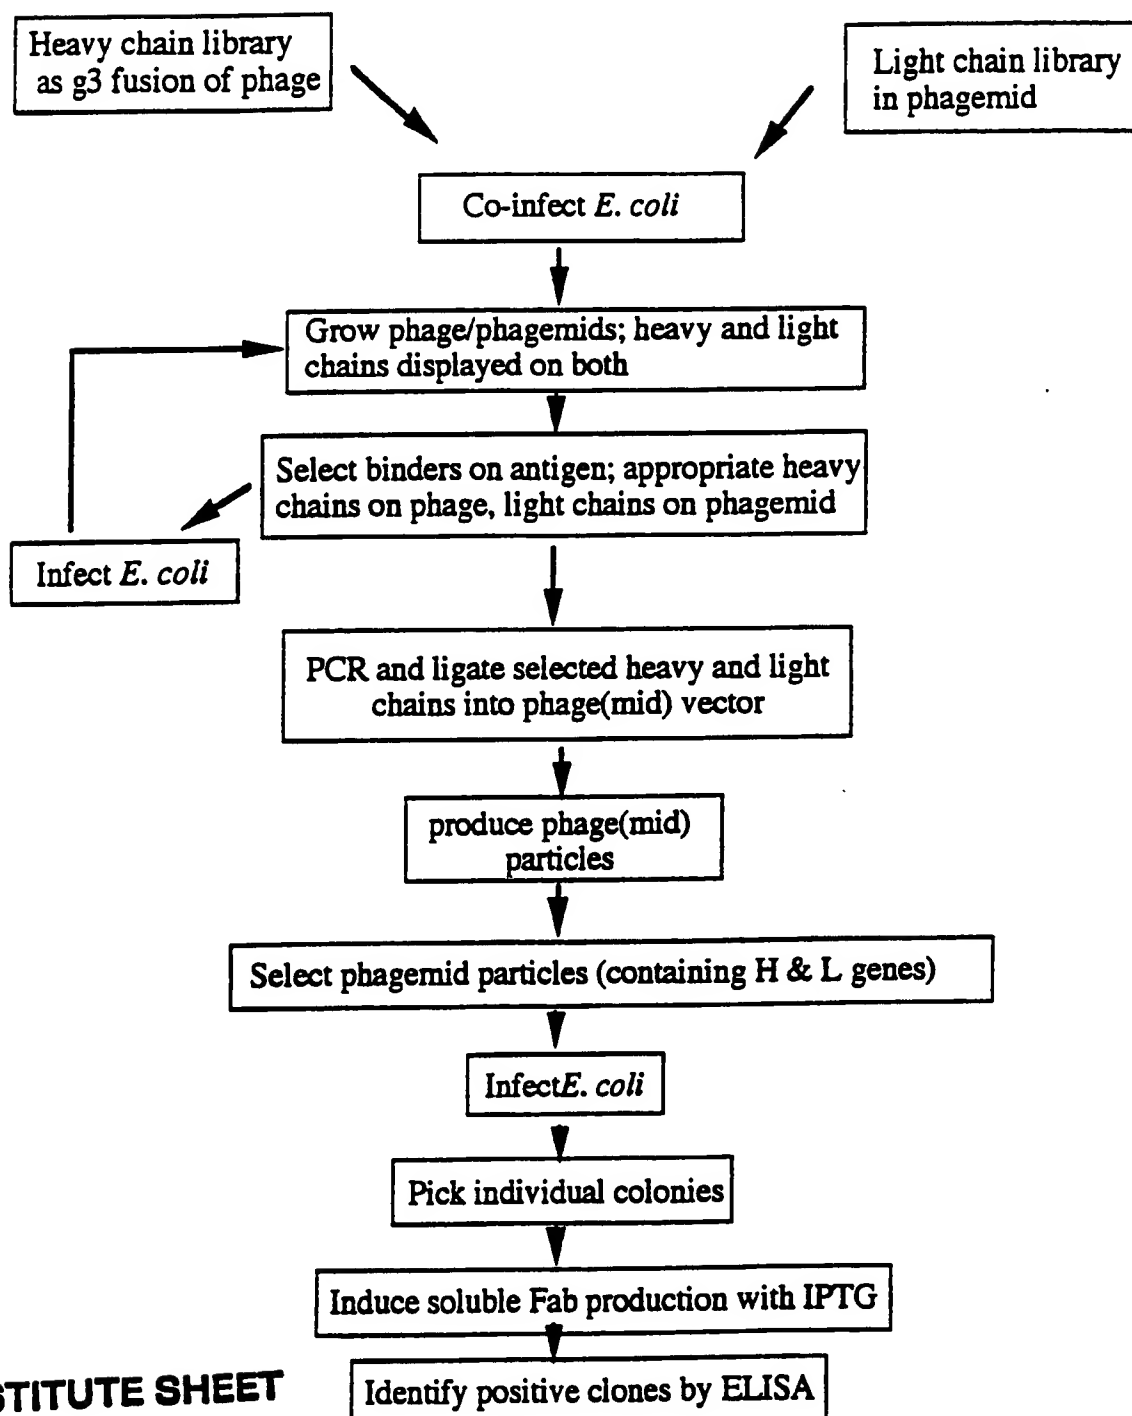 Heavy chain library
as g3 fusion of phage
Light chain library
in phagemid
Co-infect E. coli
Grow phage/phagemids; heavy and light
chains displayed on both
Select binders on antigen; appropriate heavy
chains on phage, light chains on phagemid
Infect E. coli
PCR and ligate selected heavy and light
chains into phage(mid) vector
produce phage(mid)
particles
Select phagemid particles (containing H & L genes)
InfectE. coli
Pick individual colonies
Induce soluble Fab production with IPTG
Identify positive clones by ELISA
STITUTE SHEET